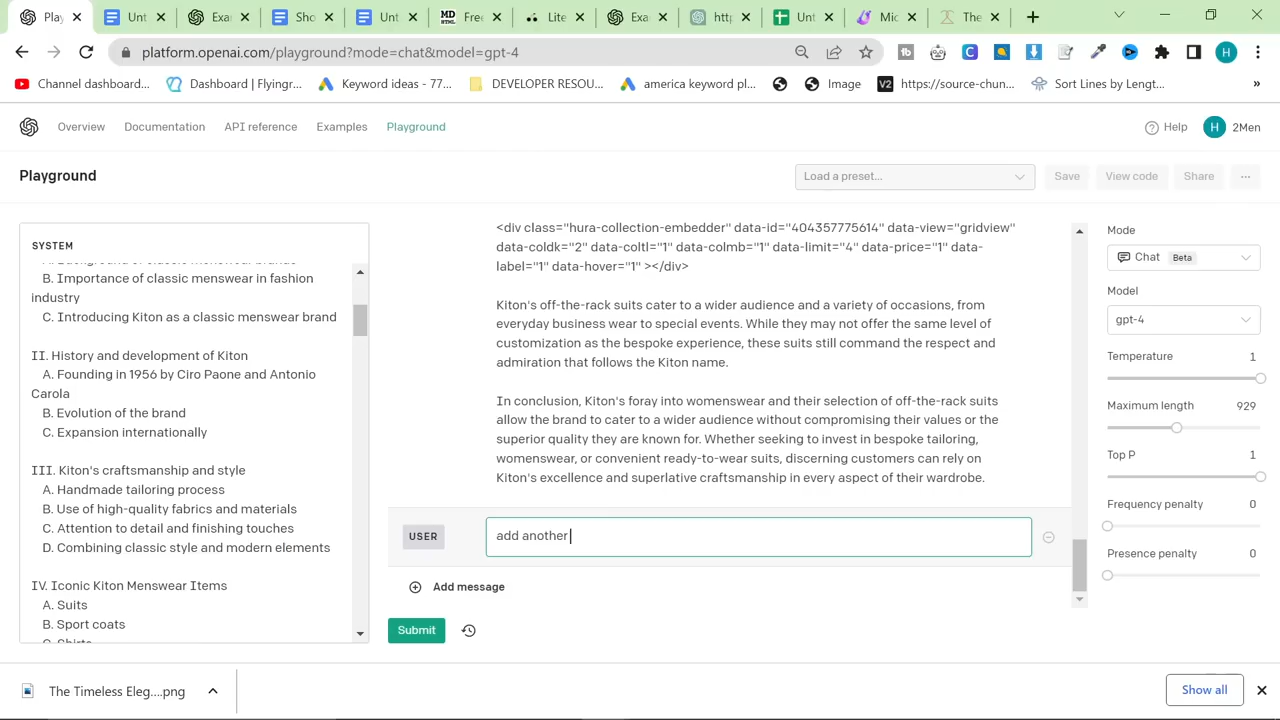 Pl
Unt
Exa
Sho
Unt
Free
Lite
Exa
http
Unt
Mic
The
platform.openai.com/playground?mode=chat&model=gpt-4
Channel dashboard...
Dashboard | Flyingr...
Keyword ideas - 77...
DEVELOPER RESOU...
america keyword pl...
Image
https://source-chun...
Sort Lines by Lengt...
»
Overview
Documentation
API reference
Examples
Playground
Help
H
2Men
Playground
Load a preset...
Save
View code
Share
...
SYSTEM
B. Importance of classic menswear in fashion
industry
C. Introducing Kiton as a classic menswear brand
II. History and development of Kiton
A. Founding in 1956 by Ciro Paone and Antonio
Carola
B. Evolution of the brand
C. Expansion internationally
III. Kiton's craftsmanship and style
A. Handmade tailoring process
B. Use of high-quality fabrics and materials
C. Attention to detail and finishing touches
D. Combining classic style and modern elements
IV. Iconic Kiton Menswear Items
A. Suits
B. Sport coats
C. Shirts
<div class="hura-collection-embedder" data-id="404357775614" data-view="gridview"
data-coldk="2" data-coltl="1" data-colmb="1" data-limit="4" data-price="1" data-
label="1" data-hover="1" ></div>
Kiton's off-the-rack suits cater to a wider audience and a variety of occasions, from
everyday business wear to special events. While they may not offer the same level of
customization as the bespoke experience, these suits still command the respect and
admiration that follows the Kiton name.
In conclusion, Kiton's foray into womenswear and their selection of off-the-rack suits
allow the brand to cater to a wider audience without compromising their values or the
superior quality they are known for. Whether seeking to invest in bespoke tailoring,
womenswear, or convenient ready-to-wear suits, discerning customers can rely on
Kiton's excellence and superlative craftsmanship in every aspect of their wardrobe.
USER
add another
Add message
Submit
Mode
Chat
Beta
Model
gpt-4
Temperature
1
Maximum length
929
Top P
1
Frequency penalty
0
Presence penalty
0
The Timeless Eleg....png
Show all